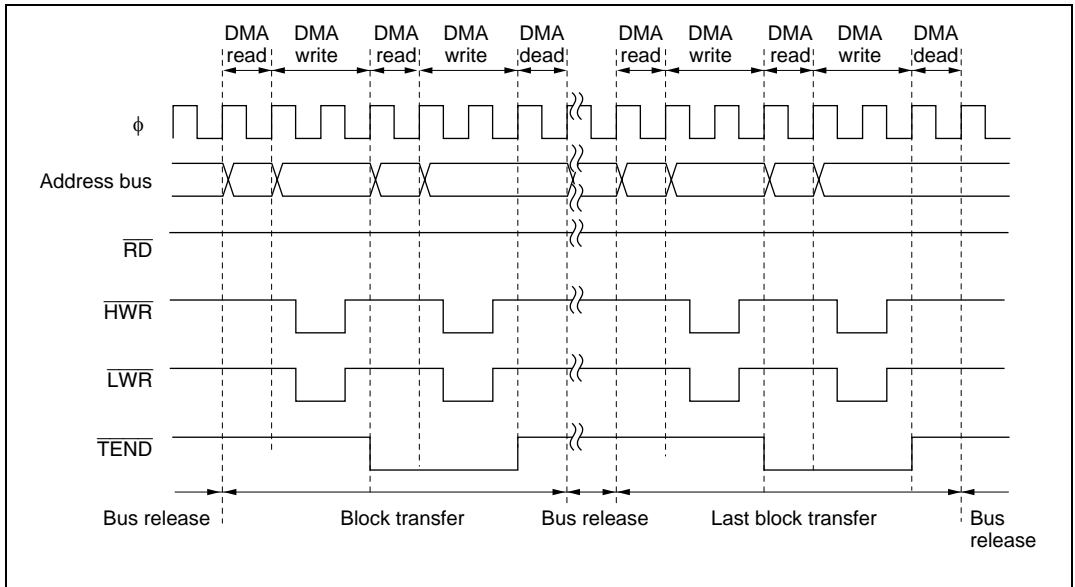 DMA read
DMA write
DMA read
DMA write
DMA dead
DMA read
DMA write
DMA read
DMA write
DMA dead
φ
Address bus
RD
HWR
LWR
TEND
Bus release
Block transfer
Bus release
Last block transfer
Bus release